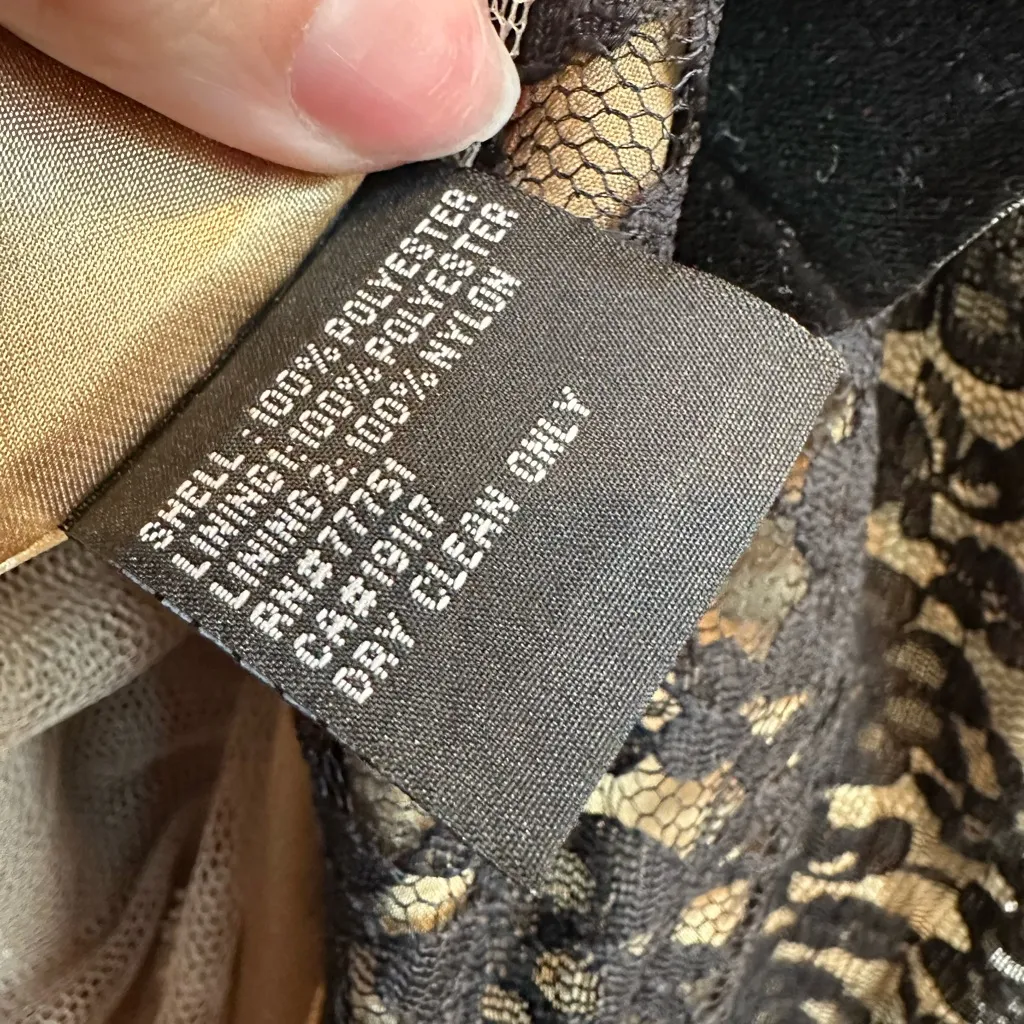 SHELL :100% POLYESTER
LINING1:100% POLYESTER
LINING 2: 100% NYLON
RN#77751
CA#19117
DRY CLEAN ONLY